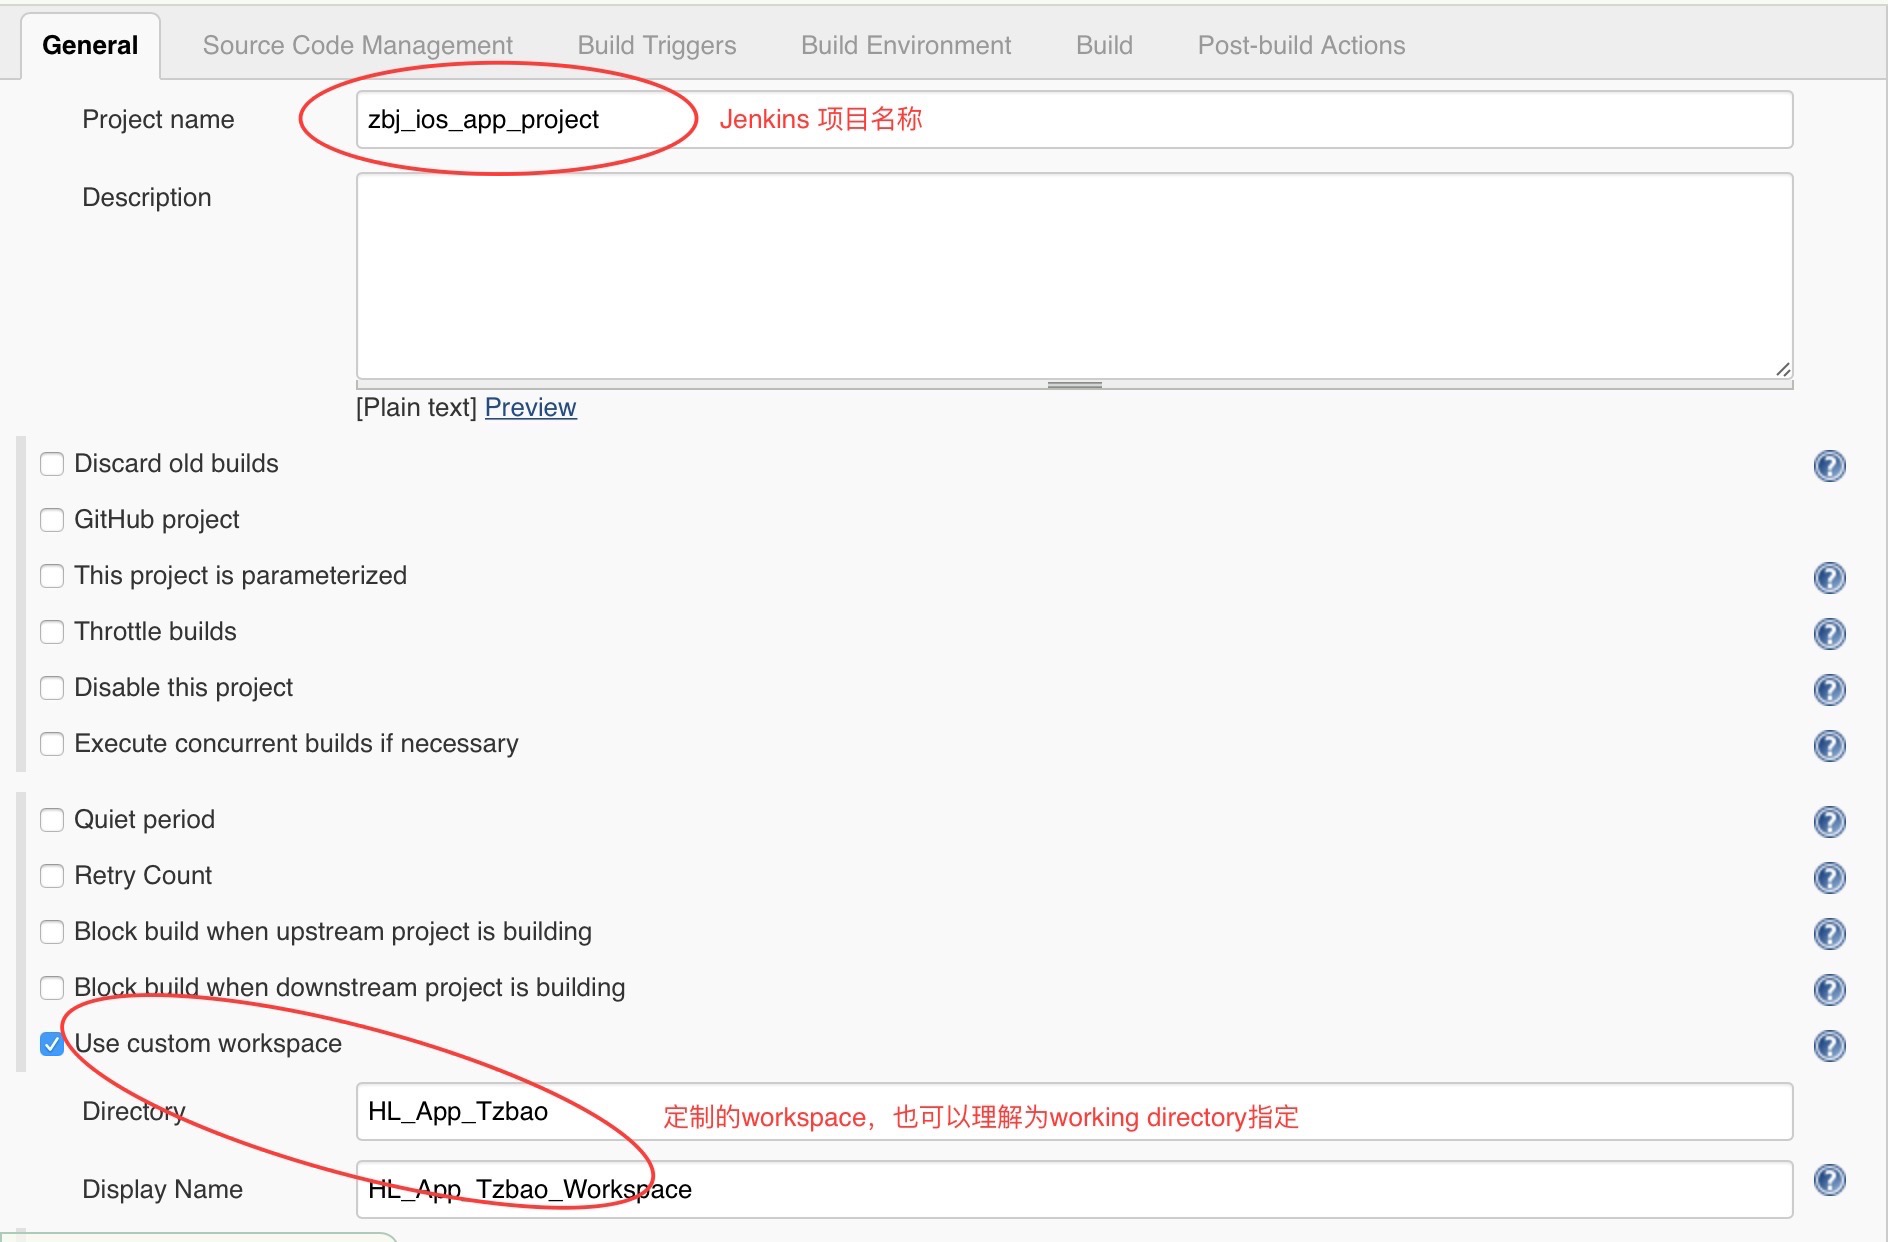 General Source Code Management Build Triggers Build Environment Build Post-build Actions
Project name zbj_ios_app_project Jenkins 项目名称
Description
[Plain text] Preview
Discard old builds
GitHub project
This project is parameterized
Throttle builds
Disable this project
Execute concurrent builds if necessary
Quiet period
Retry Count
Block build when upstream project is building
Block build when downstream project is building
Use custom workspace
Directory HL_App_Tzbao 定制的workspace，也可以理解为working directory指定
Display Name HL_App_Tzbao_Workspace